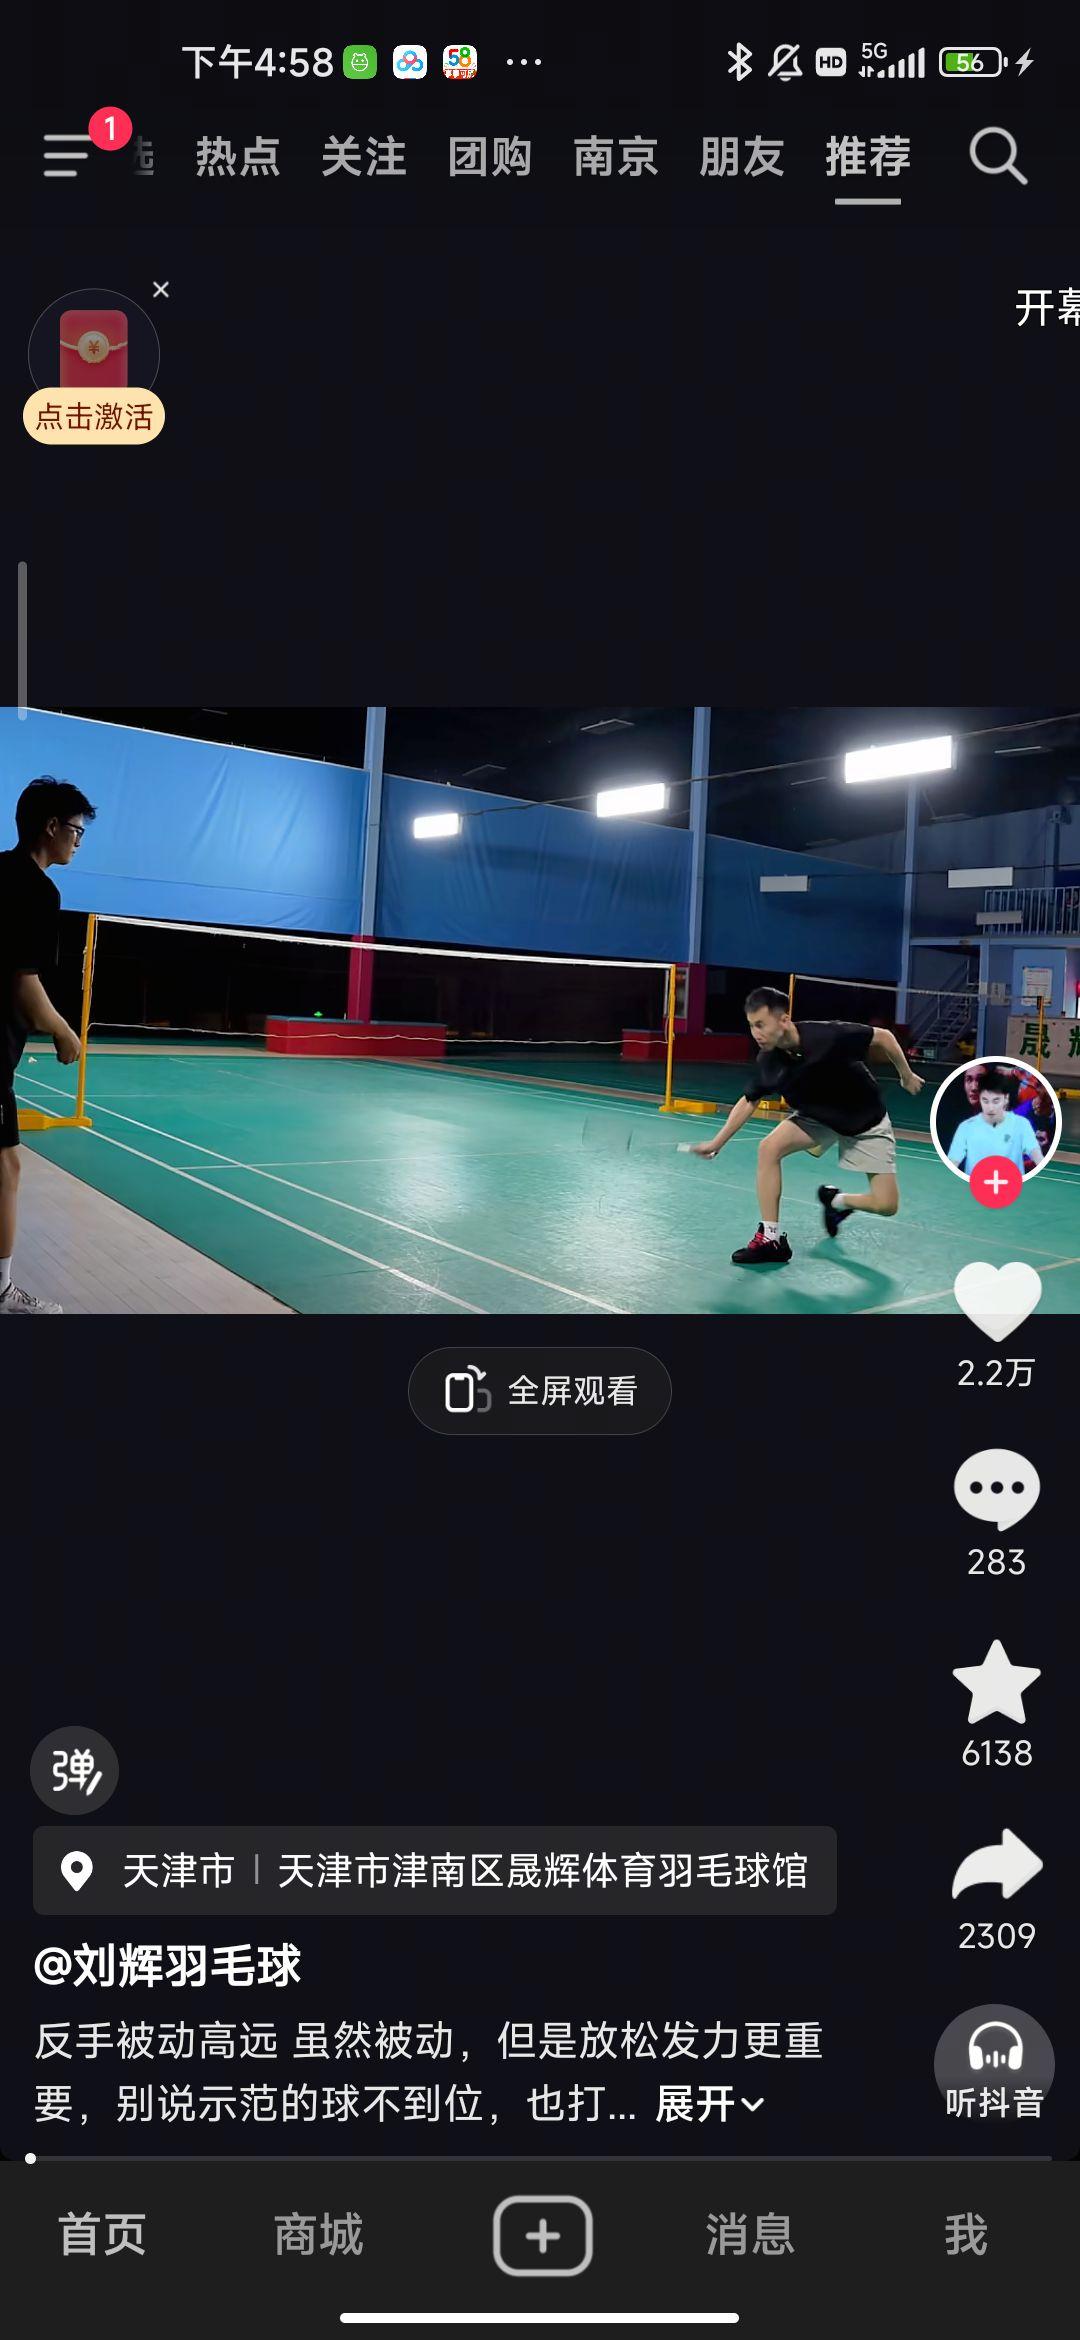 下午4:58
58
HD
5G
56
1
选 热点 关注 团购 南京 朋友 推荐
开幕
点击激活
晟辉
2.2万
全屏观看
283
6138
弹
天津市 | 天津市津南区晟辉体育羽毛球馆
2309
@刘辉羽毛球
反手被动高远 虽然被动，但是放松发力更重
要，别说示范的球不到位，也打... 展开
听抖音
首页 商城 消息 我